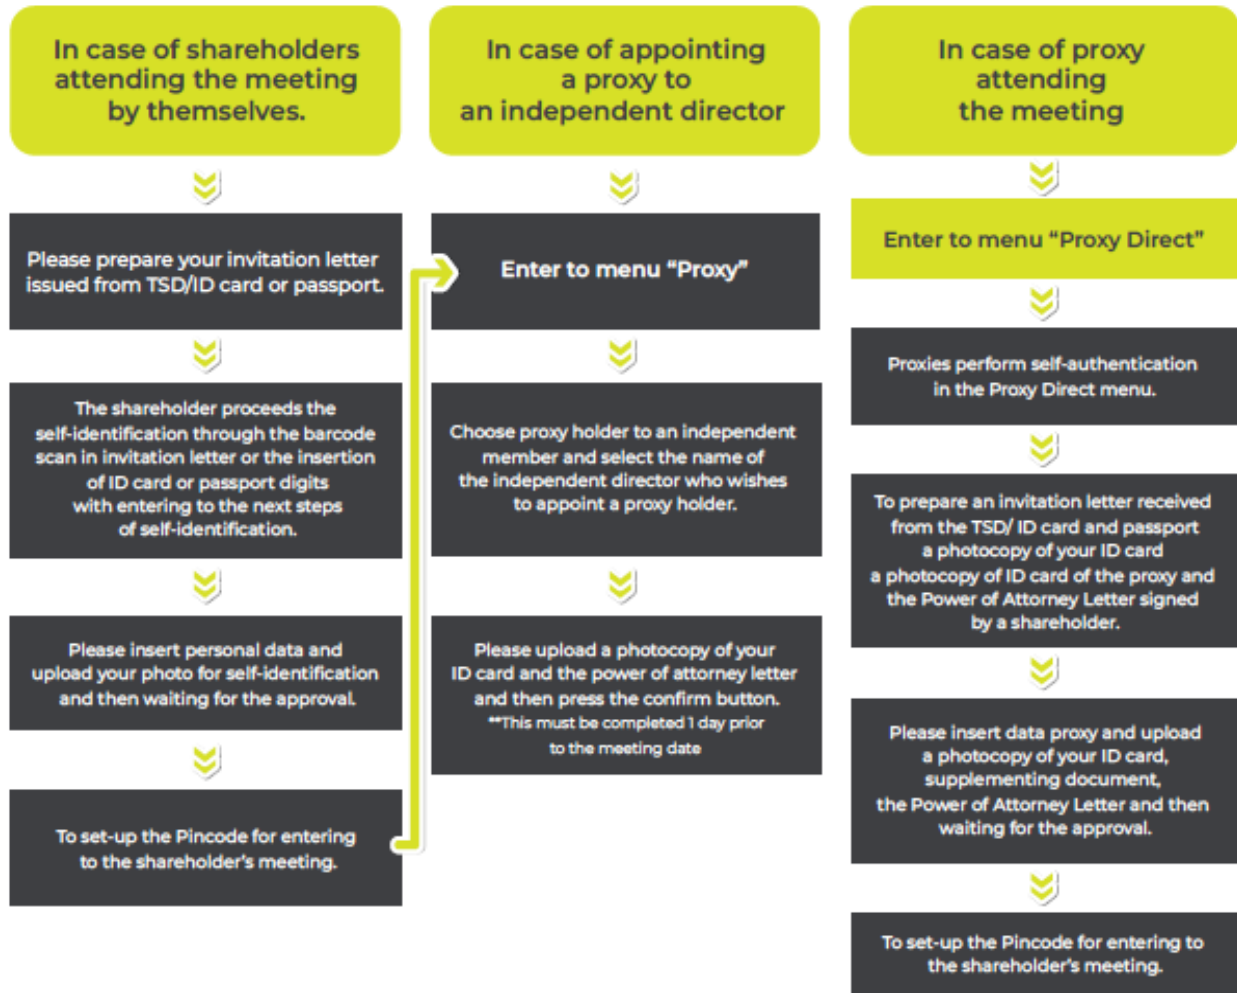 In case of shareholders
attending the meeting
by themselves.
Please prepare your invitation letter
issued from TSD/ID card or passport.
The shareholder proceeds the
self-identification through the barcode
scan in invitation letter or the insertion
of ID card or passport digits
with entering to the next steps
of self-identification.
Please insert personal data and
upload your photo for self-identification
and then waiting for the approval.
To set-up the Pincode for entering
to the shareholder's meeting.
In case of appointing
a proxy to
an independent director
Enter to menu “Proxy”
Choose proxy holder to an independent
member and select the name of
the independent director who wishes
to appoint a proxy holder.
Please upload a photocopy of your
ID card and the power of attorney letter
and then press the confirm button.
**This must be completed 1 day prior
to the meeting date
In case of proxy
attending
the meeting
Enter to menu “Proxy Direct”
Proxies perform self-authentication
in the Proxy Direct menu.
To prepare an invitation letter received
from the TSD/ ID card and passport
a photocopy of your ID card
a photocopy of ID card of the proxy and
the Power of Attorney Letter signed
by a shareholder.
Please insert data proxy and upload
a photocopy of your ID card,
supplementing document,
the Power of Attorney Letter and then
waiting for the approval.
To set-up the Pincode for entering to
the shareholder's meeting.